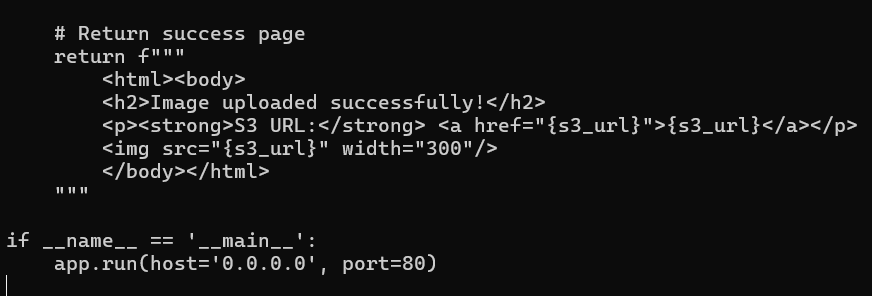 # Return success page
    return f"""
        <html><body>
        <h2>Image uploaded successfully!</h2>
        <p><strong>S3 URL:</strong> <a href="{s3_url}">{s3_url}</a></p>
        <img src="{s3_url}" width="300"/>
        </body></html>
    """

if __name__ == '__main__':
    app.run(host='0.0.0.0', port=80)